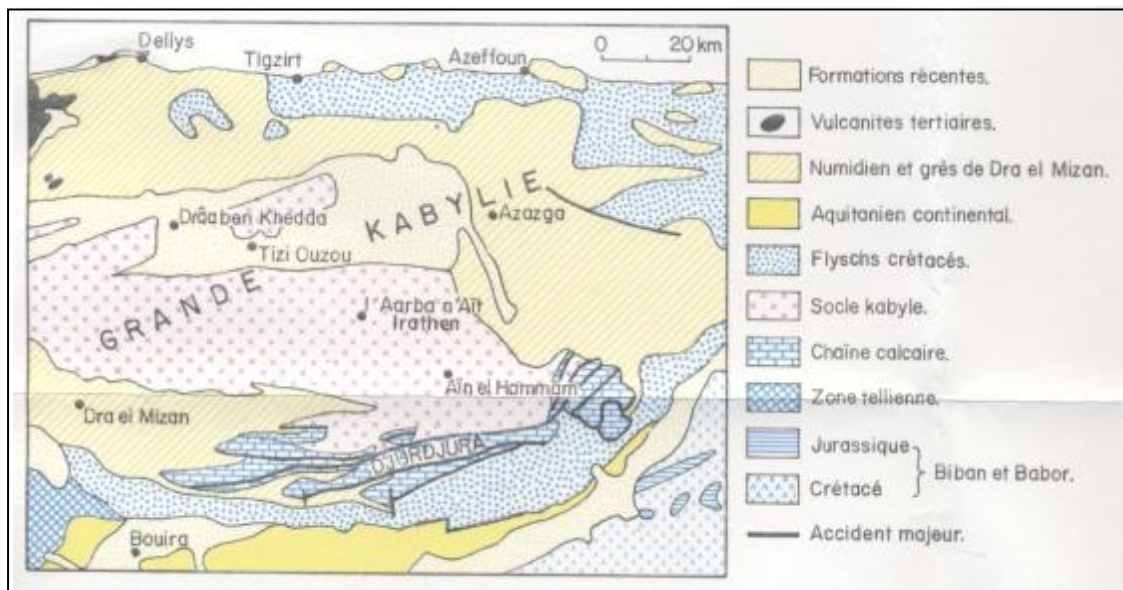 Dellys
Tigzirt
Azeffoun
0 20 km
KABYLIE
Drâa ben Khédda
Azazga
Tizi Ouzou
GRANDE
l'Aarba n'Aït
Irathen
Aïn el Hammam
Dra el Mizan
DJURDJURA
Bouira
Formations récentes.
Vulcanites tertiaires.
Numidien et grès de Dra el Mizan.
Aquitanien continental.
Flyschs crétacés.
Socle kabyle.
Chaîne calcaire.
Zone tellienne.
Jurassique
Biban et Babor.
Crétacé
Accident majeur.